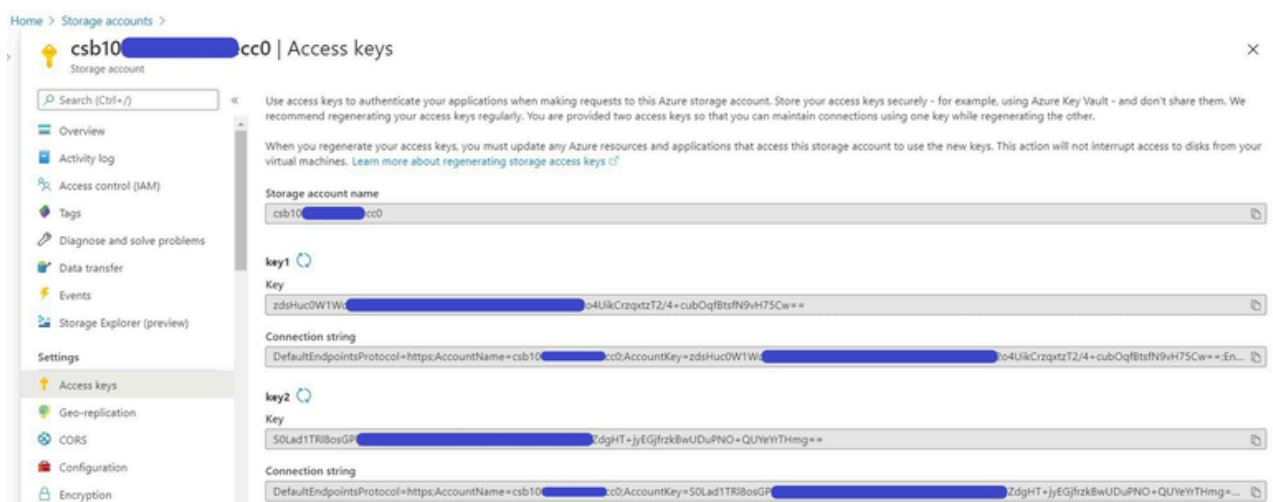 Home > Storage accounts >
csb10 cc0 | Access keys
Storage account
Search (Ctrl+/)
Overview
Activity log
Access control (IAM)
Tags
Diagnose and solve problems
Data transfer
Events
Storage Explorer (preview)
Settings
Access keys
Geo-replication
CORS
Configuration
Encryption
Use access keys to authenticate your applications when making requests to this Azure storage account. Store your access keys securely - for example, using Azure Key Vault - and don't share them. We
recommend regenerating your access keys regularly. You are provided two access keys so that you can maintain connections using one key while regenerating the other.
When you regenerate your access keys, you must update any Azure resources and applications that access this storage account to use the new keys. This action will not interrupt access to disks from your
virtual machines. Learn more about regenerating storage access keys
Storage account name
csb10 cc0
key1
Key
zdsHuc0W1Wd o4UikCrzqxtzT2/4+cubOqfBtsfN9vH75Cw==
Connection string
DefaultEndpointsProtocol=https;AccountName=csb10 cc0;AccountKey=zdsHuc0W1Wd o4UikCrzqxtzT2/4+cubOqfBtsfN9vH75Cw==;En...
key2
Key
S0Lad1TRl8osGP ZdgHT+jyEGjfrzkBwUDuPNO+QUYeYrTHmg==
Connection string
DefaultEndpointsProtocol=https;AccountName=csb10 cc0;AccountKey=S0Lad1TRl8osGP ZdgHT+jyEGjfrzkBwUDuPNO+QUYeYrTHmg=...